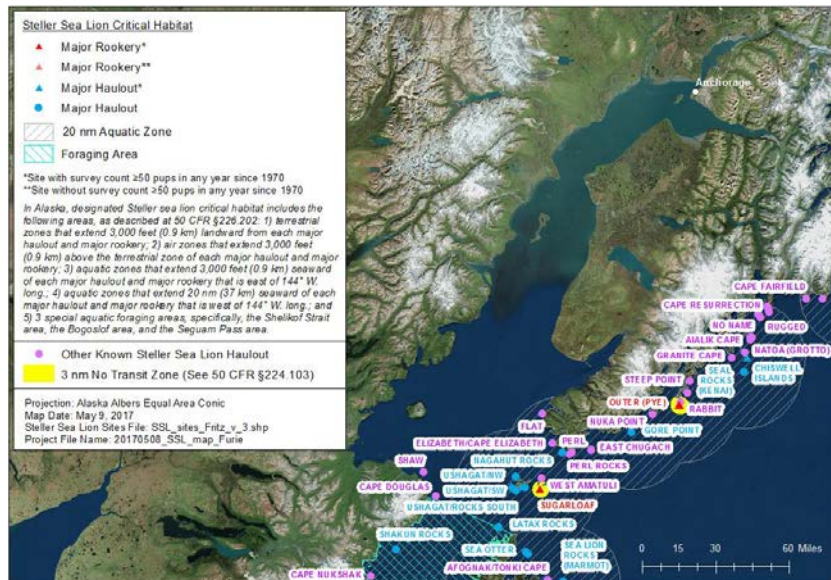 Steller Sea Lion Critical Habitat
Major Rookery*
Major Rookery**
Major Haulout*
Major Haulout
20 nm Aquatic Zone
Foraging Area
*Site with survey count ≥50 pups in any year since 1970
**Site without survey count ≥50 pups in any year since 1970
In Alaska, designated Steller sea lion critical habitat includes the
following areas, as described at 50 CFR §226.202: 1) terrestrial
zones that extend 3,000 feet (0.9 km) landward from each major
haulout and major rookery; 2) air zones that extend 3,000 feet
(0.9 km) above the terrestrial zone of each major haulout and major
rookery; 3) aquatic zones that extend 3,000 feet (0.9 km) seaward
of each major haulout and major rookery that is east of 144° W.
long.; 4) aquatic zones that extend 20 nm (37 km) seaward of each
major haulout and major rookery that is west of 144° W. long.; and
5) 3 special aquatic foraging areas, specifically, the Shelikof Strait
area, the Bogoslof area, and the Seguam Pass area.
Other Known Steller Sea Lion Haulout
3 nm No Transit Zone (See 50 CFR §224.103)
Projection: Alaska Albers Equal Area Conic
Map Date: May 9, 2017
Steller Sea Lion Sites File: SSL_sites_Fritz_v_3.shp
Project File Name: 20170508_SSL_map_Furie
Anchorage
CAPE FAIRFIELD
CAPE RESURRECTION
NO NAME
RUGGED
AIALIK CAPE
GRANITE CAPE
NATOA (GROTTO)
SEAL
ROCKS
(KENAI)
CHISWELL
ISLANDS
STEEP POINT
OUTER (PYE)
RABBIT
NUKA POINT
GORE POINT
FLAT
ELIZABETH/CAPE ELIZABETH
PERL
EAST CHUGACH
NAGAHUT ROCKS
PERL ROCKS
SHAW
USHAGAT/NW
CAPE DOUGLAS
USHAGAT/SW
WEST AMATULI
USHAGAT/ROCKS SOUTH
SUGARLOAF
LATAX ROCKS
SHAKUN ROCKS
SEA OTTER
SEA LION
ROCKS
(MARMOT)
AFOGNAK/TONKI CAPE
CAPE NUKSHAK
0 15 30 60 Miles